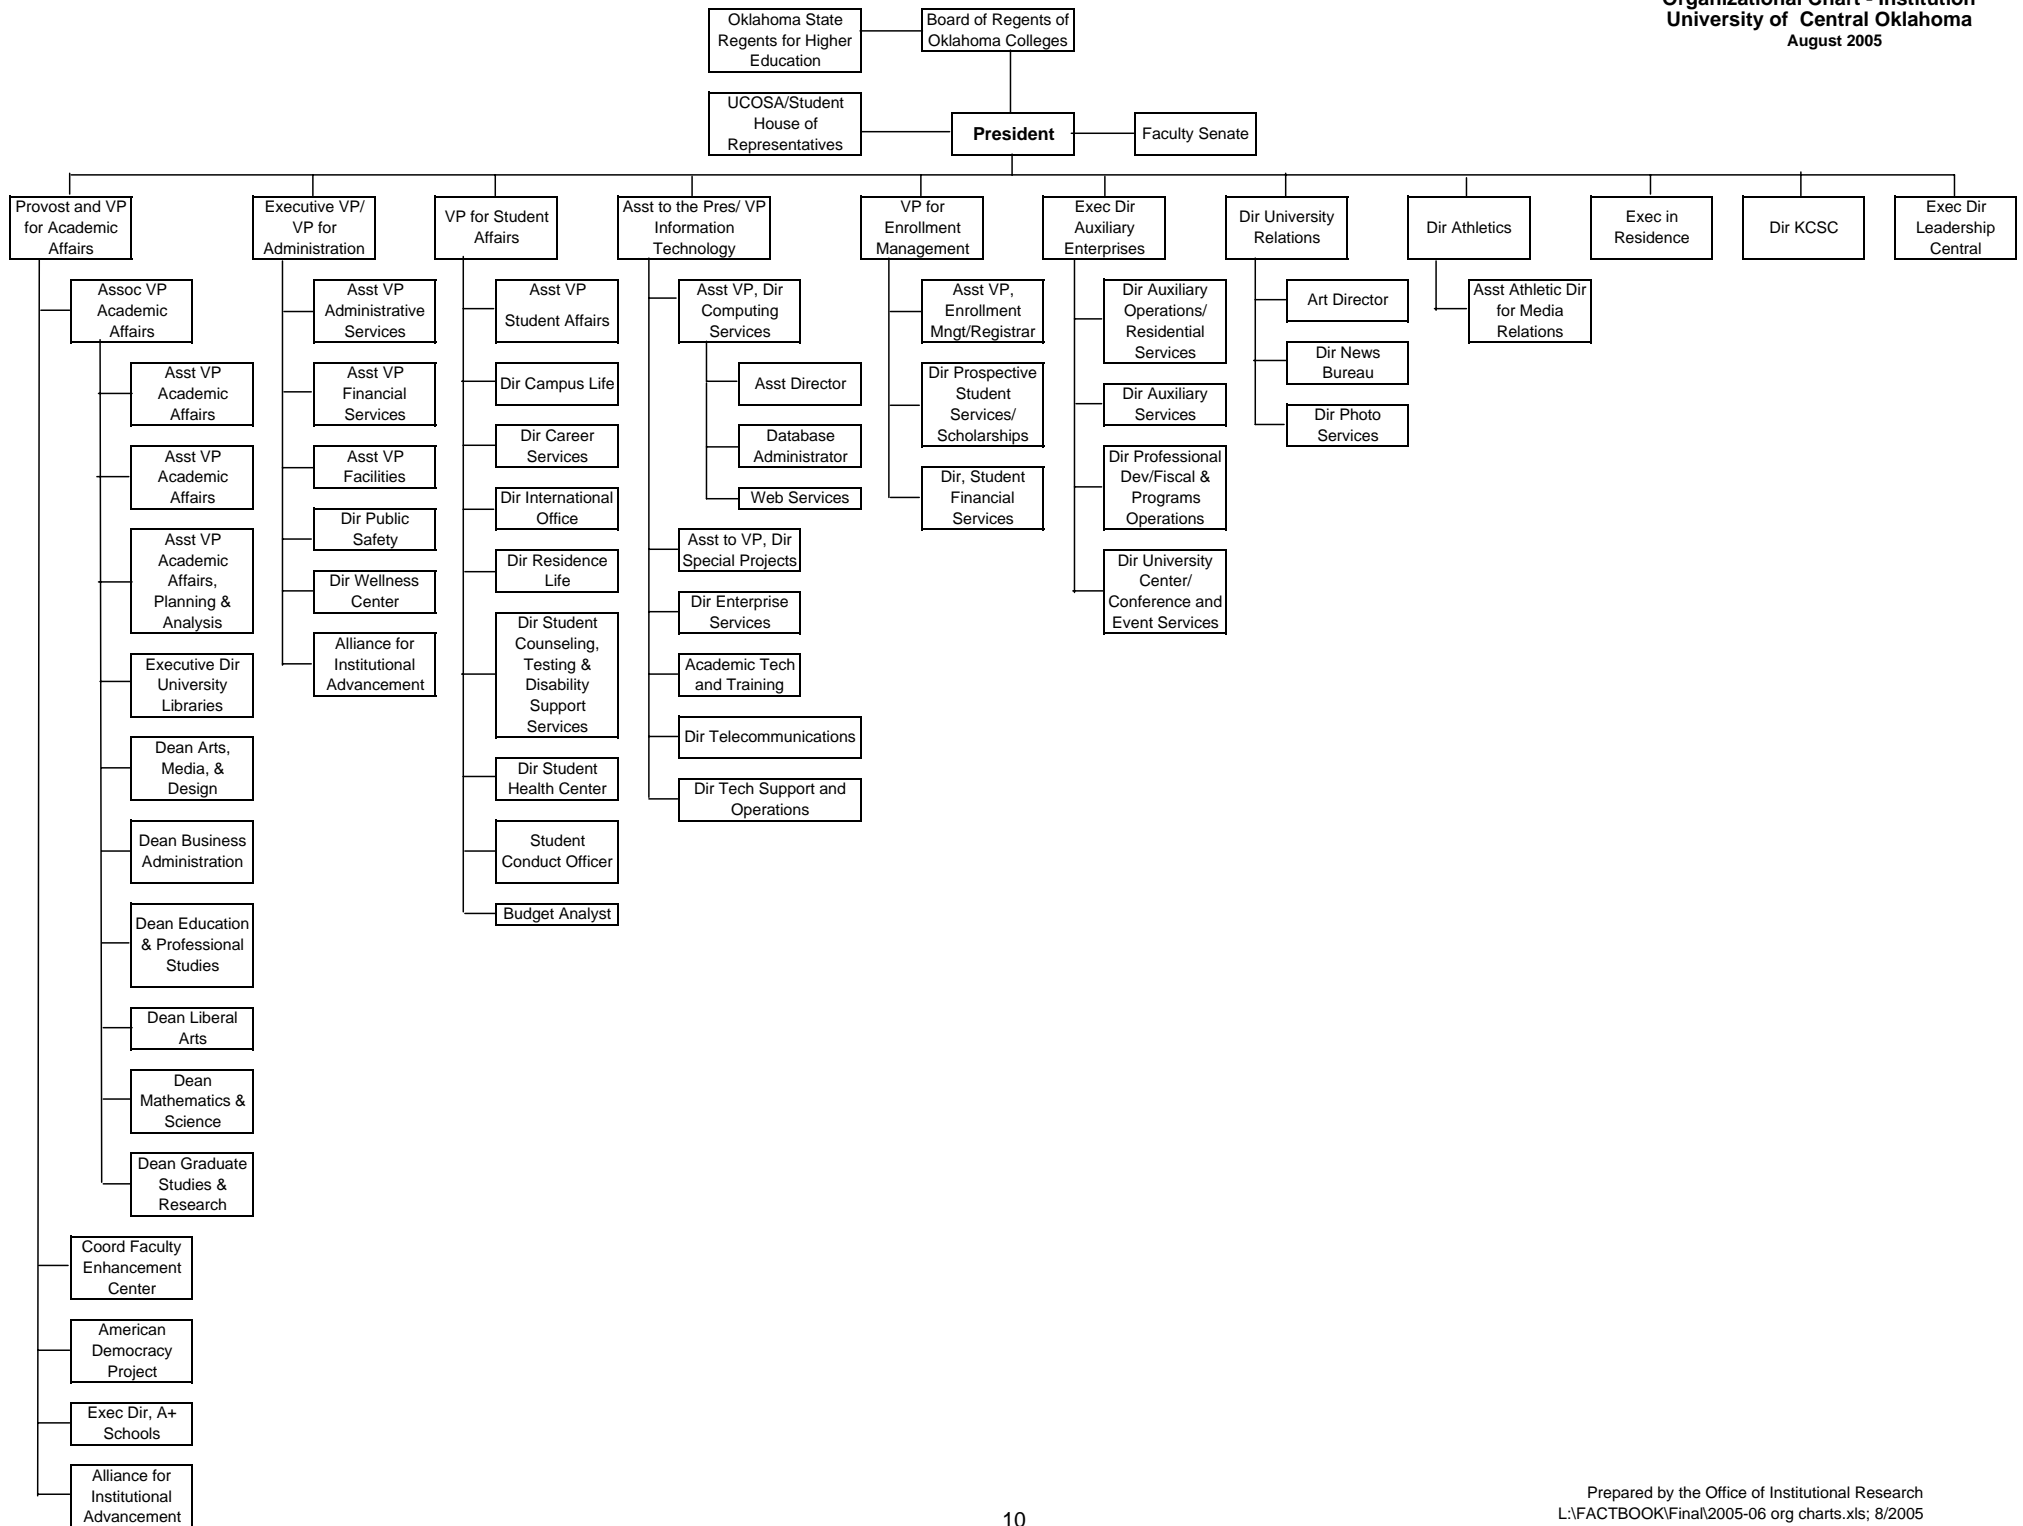 Organizational Chart - Institution
University of Central Oklahoma
August 2005
Oklahoma State
Regents for Higher
Education
Board of Regents of
Oklahoma Colleges
UCOSA/Student
House of
Representatives
President
Faculty Senate
Provost and VP
for Academic
Affairs
Executive VP/
VP for
Administration
VP for Student
Affairs
Asst to the Pres/ VP
Information
Technology
VP for
Enrollment
Management
Exec Dir
Auxiliary
Enterprises
Dir University
Relations
Dir Athletics
Exec in
Residence
Dir KCSC
Exec Dir
Leadership
Central
Assoc VP
Academic
Affairs
Asst VP
Academic
Affairs
Asst VP
Academic
Affairs
Asst VP
Academic
Affairs,
Planning &
Analysis
Executive Dir
University
Libraries
Dean Arts,
Media, &
Design
Dean Business
Administration
Dean Education
& Professional
Studies
Dean Liberal
Arts
Dean
Mathematics &
Science
Dean Graduate
Studies &
Research
Coord Faculty
Enhancement
Center
American
Democracy
Project
Exec Dir, A+
Schools
Alliance for
Institutional
Advancement
Asst VP
Administrative
Services
Asst VP
Financial
Services
Asst VP
Facilities
Dir Public
Safety
Dir Wellness
Center
Alliance for
Institutional
Advancement
Asst VP
Student Affairs
Dir Campus Life
Dir Career
Services
Dir International
Office
Dir Residence
Life
Dir Student
Counseling,
Testing &
Disability
Support
Services
Dir Student
Health Center
Student
Conduct Officer
Budget Analyst
Asst VP, Dir
Computing
Services
Asst Director
Database
Administrator
Web Services
Asst to VP, Dir
Special Projects
Dir Enterprise
Services
Academic Tech
and Training
Dir Telecommunications
Dir Tech Support and
Operations
Asst VP,
Enrollment
Mngt/Registrar
Dir Prospective
Student
Services/
Scholarships
Dir, Student
Financial
Services
Dir Auxiliary
Operations/
Residential
Services
Dir Auxiliary
Services
Dir Professional
Dev/Fiscal &
Programs
Operations
Dir University
Center/
Conference and
Event Services
Art Director
Dir News
Bureau
Dir Photo
Services
Asst Athletic Dir
for Media
Relations
10
Prepared by the Office of Institutional Research
L:\FACTBOOK\Final\2005-06 org charts.xls; 8/2005